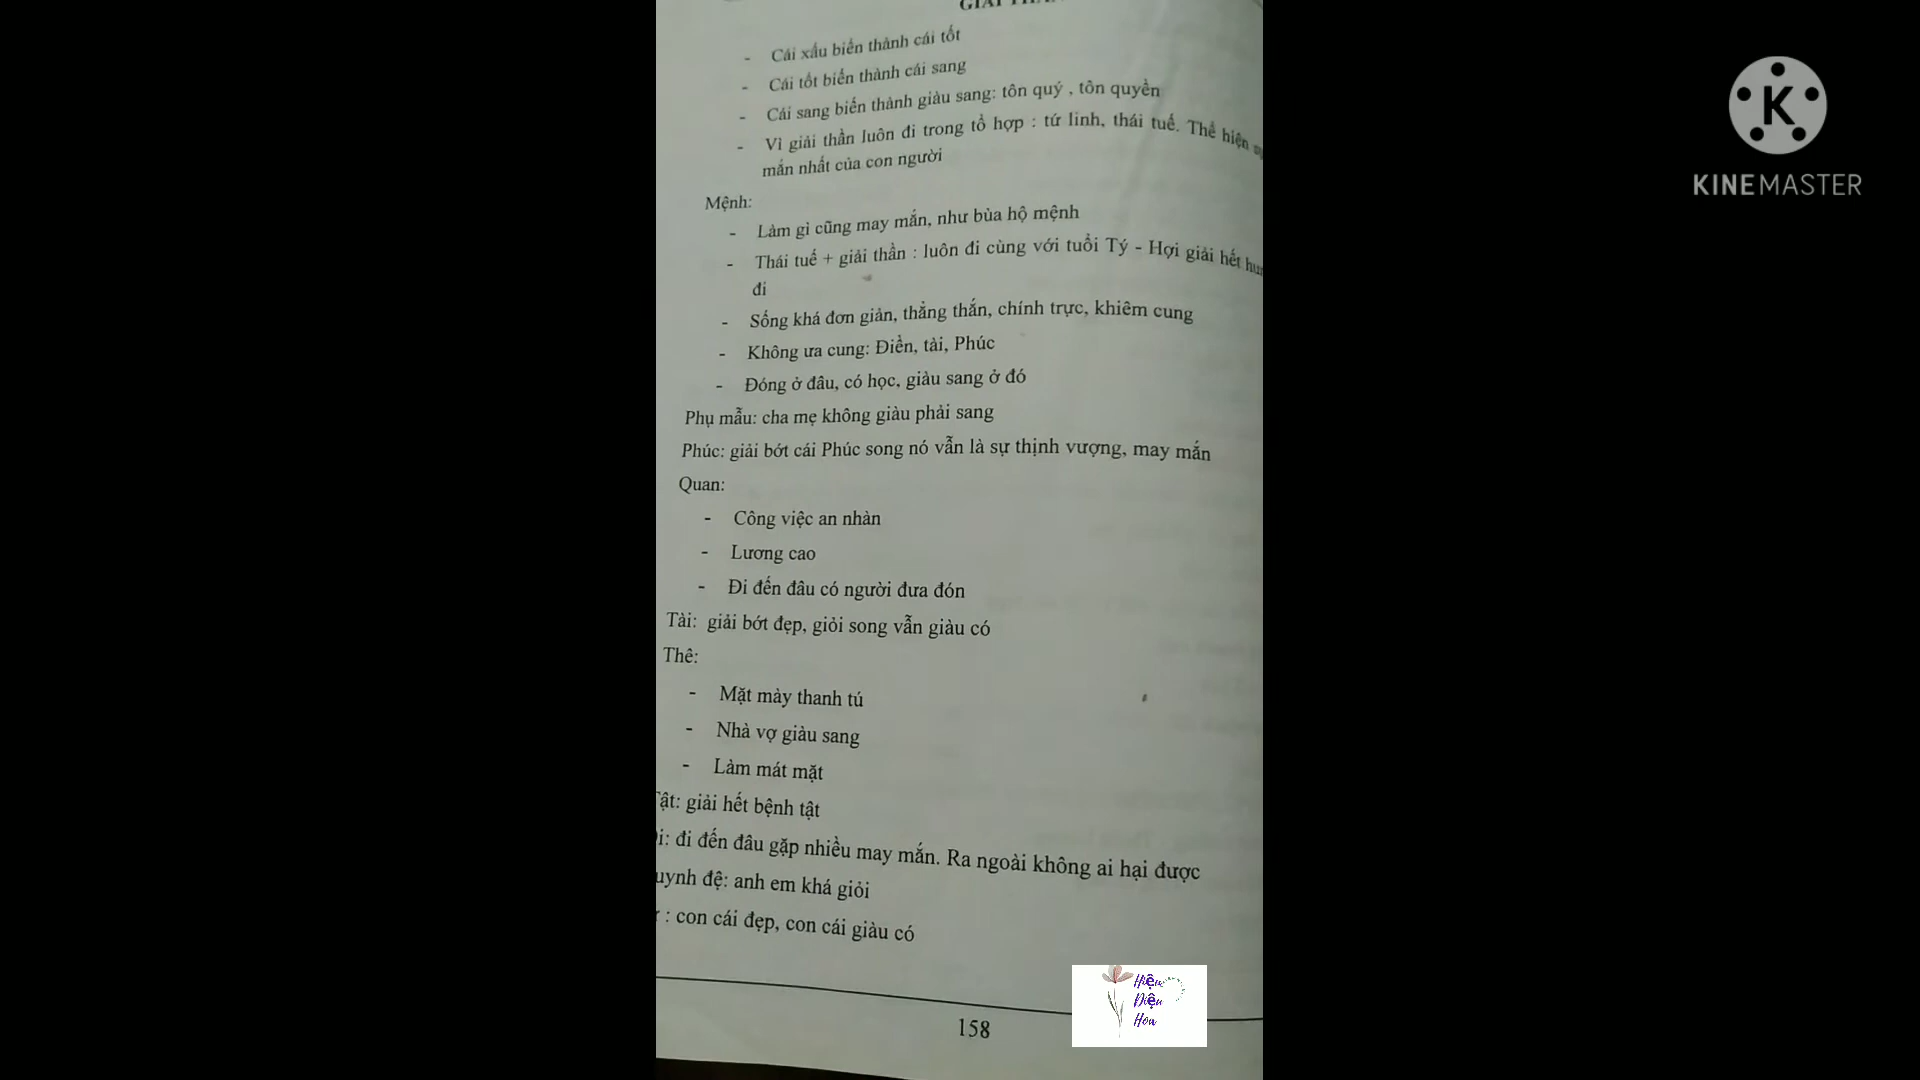 GIẢI THẦN
- Cái xấu biến thành cái tốt
- Cái tốt biến thành cái sang
- Cái sang biến thành giàu sang: tôn quý , tôn quyền
- Vì giải thần luôn đi trong tổ hợp : tứ linh, thái tuế. Thể hiện
mắn nhất của con người
Mệnh:
- Làm gì cũng may mắn, như bùa hộ mệnh
- Thái tuế + giải thần : luôn đi cùng với tuổi Tý - Hợi giải hết
đi
- Sống khá đơn giản, thẳng thắn, chính trực, khiêm cung
- Không ưa cung: Điền, tài, Phúc
- Đóng ở đâu, có học, giàu sang ở đó
Phụ mẫu: cha mẹ không giàu phải sang
Phúc: giải bớt cái Phúc song nó vẫn là sự thịnh vượng, may mắn
Quan:
- Công việc an nhàn
- Lương cao
- Đi đến đâu có người đưa đón
Tài: giải bớt đẹp, giỏi song vẫn giàu có
Thê:
- Mặt mày thanh tú
- Nhà vợ giàu sang
- Làm mát mặt
Tật: giải hết bệnh tật
i: đi đến đâu gặp nhiều may mắn. Ra ngoài không ai hại được
uynh đệ: anh em khá giỏi
: con cái đẹp, con cái giàu có
158
K
KINEMASTER
Hiệu
Diệu
Hoa